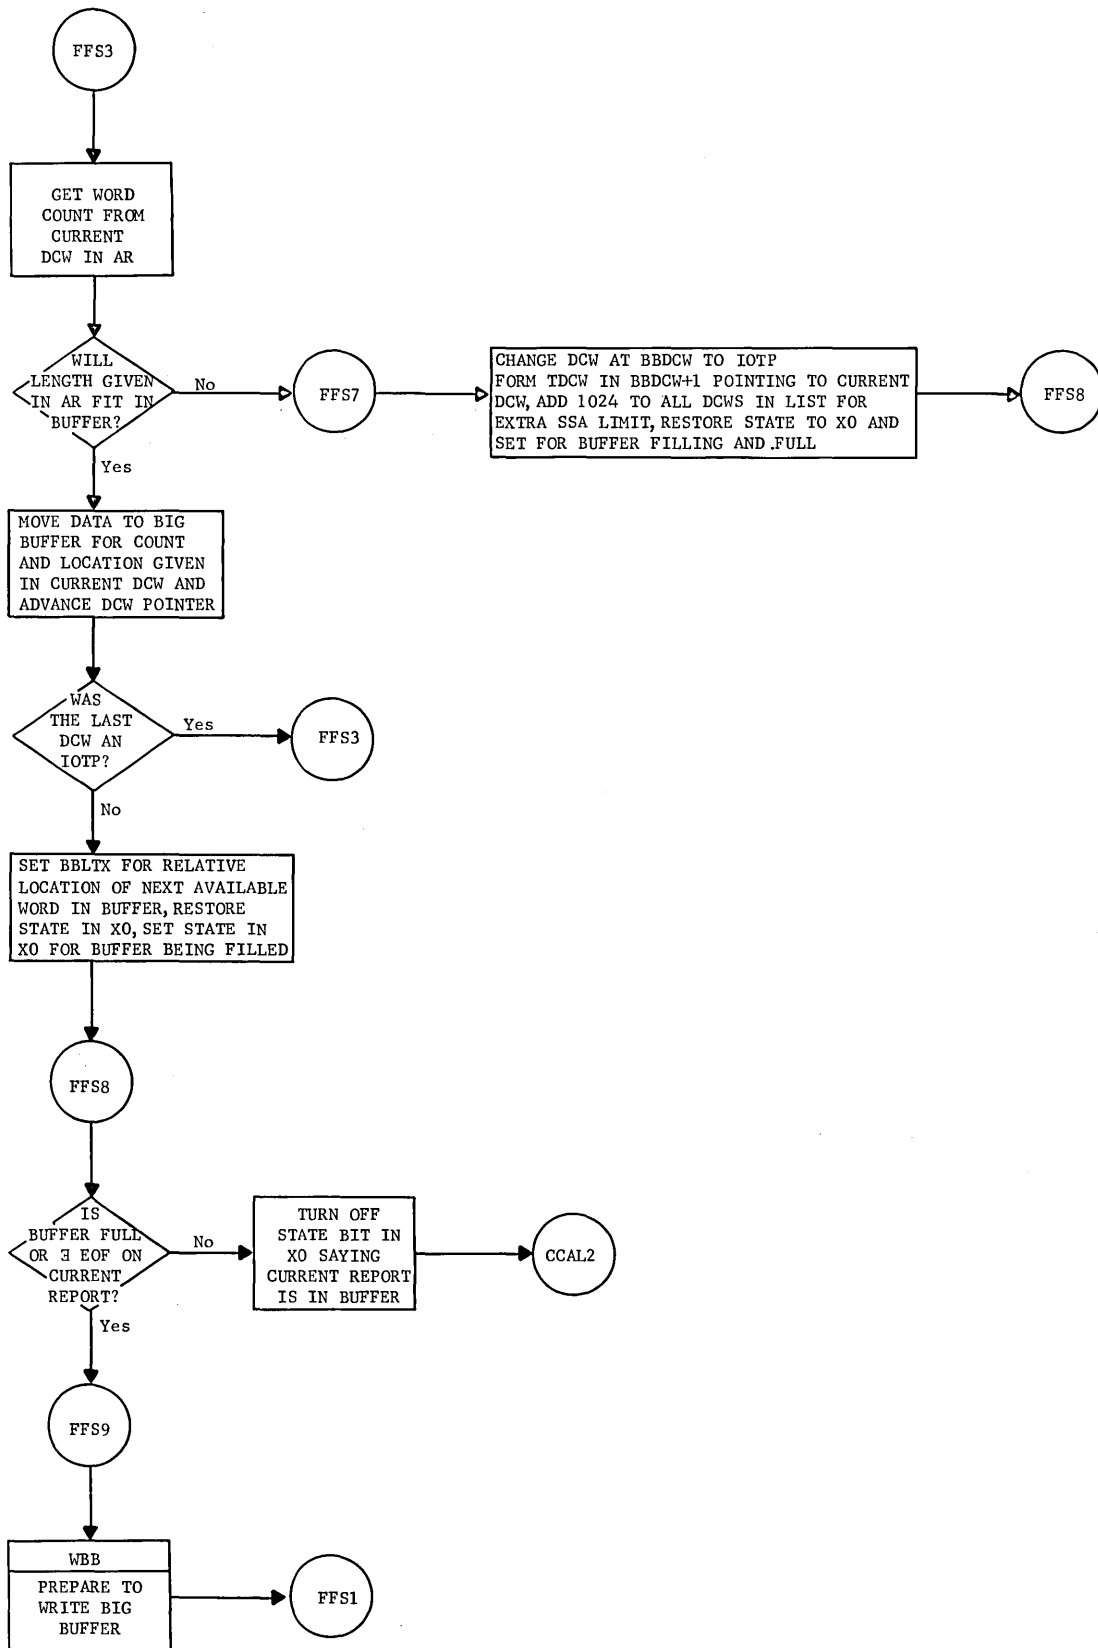 FFS3
GET WORD
COUNT FROM
CURRENT
DCW IN AR
WILL
LENGTH GIVEN
IN AR FIT IN
BUFFER?
No
FFS7
CHANGE DCW AT BBDCW TO IOTP
FORM TDCW IN BBDCW+1 POINTING TO CURRENT
DCW, ADD 1024 TO ALL DCWS IN LIST FOR
EXTRA SSA LIMIT, RESTORE STATE TO X0 AND
SET FOR BUFFER FILLING AND .FULL
FFS8
Yes
MOVE DATA TO BIG
BUFFER FOR COUNT
AND LOCATION GIVEN
IN CURRENT DCW AND
ADVANCE DCW POINTER
WAS
THE LAST
DCW AN
IOTP?
Yes
FFS3
No
SET BBLTX FOR RELATIVE
LOCATION OF NEXT AVAILABLE
WORD IN BUFFER, RESTORE
STATE IN X0, SET STATE IN
X0 FOR BUFFER BEING FILLED
FFS8
IS
BUFFER FULL
OR ∃ EOF ON
CURRENT
REPORT?
No
TURN OFF
STATE BIT IN
X0 SAYING
CURRENT REPORT
IS IN BUFFER
CCAL2
Yes
FFS9
WBB
PREPARE TO
WRITE BIG
BUFFER
FFS1